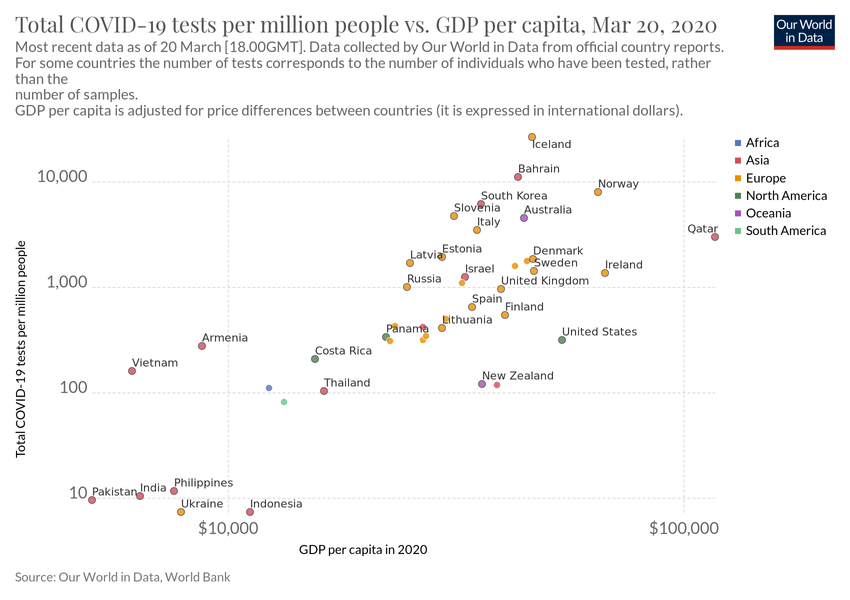 Total COVID-19 tests per million people vs. GDP per capita, Mar 20, 2020
Our World
in Data
Most recent data as of 20 March [18.00GMT]. Data collected by Our World in Data from official country reports.
For some countries the number of tests corresponds to the number of individuals who have been tested, rather
than the
number of samples.
GDP per capita is adjusted for price differences between countries (it is expressed in international dollars).
Iceland
Africa
Bahrain
Asia
10,000
Norway
Europe
South Korea
North America
Slovenia
Australia
Oceania
Italy
Qatar
South America
Estonia
Denmark
Latvia
Sweden
Israel
Ireland
1,000
Russia
United Kingdom
Spain
Finland
Lithuania
Panama
United States
Armenia
Costa Rica
Vietnam
New Zealand
100
Thailand
Philippines
10
Pakistan
India
Ukraine
Indonesia
Total COVID-19 tests per million people
$10,000
$100,000
GDP per capita in 2020
Source: Our World in Data, World Bank